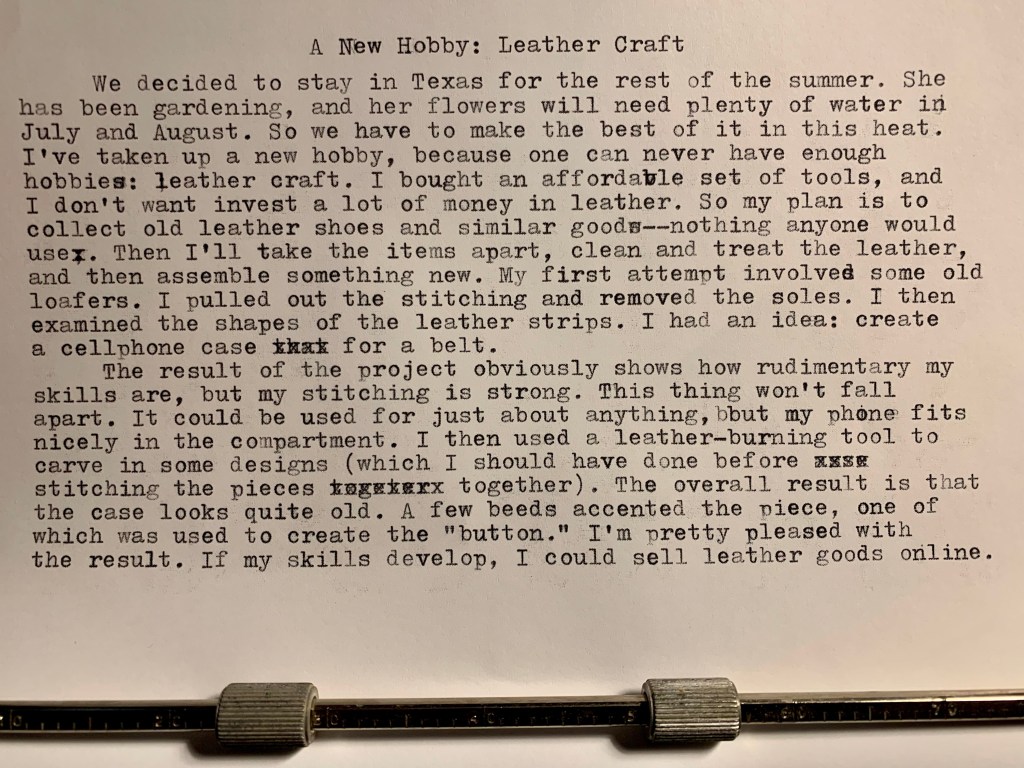 A New Hobby: Leather Craft
We decided to stay in Texas for the rest of the summer. She
has been gardening, and her flowers will need plenty of water in
July and August. So we have to make the best of it in this heat.
I've taken up a new hobby, because one can never have enough
hobbies: leather craft. I bought an affordable set of tools, and
I don't want invest a lot of money in leather. So my plan is to
collect old leather shoes and similar goods--nothing anyone would
use. Then I'll take the items apart, clean and treat the leather,
and then assemble something new. My first attempt involved some old
loafers. I pulled out the stitching and removed the soles. I then
examined the shapes of the leather strips. I had an idea: create
a cellphone case for a belt.
The result of the project obviously shows how rudimentary my
skills are, but my stitching is strong. This thing won't fall
apart. It could be used for just about anything, bbut my phone fits
nicely in the compartment. I then used a leather-burning tool to
carve in some designs (which I should have done before
stitching the pieces together). The overall result is that
the case looks quite old. A few beeds accented the piece, one of
which was used to create the "button." I'm pretty pleased with
the result. If my skills develop, I could sell leather goods online.
10 20 30 40 5 60 70